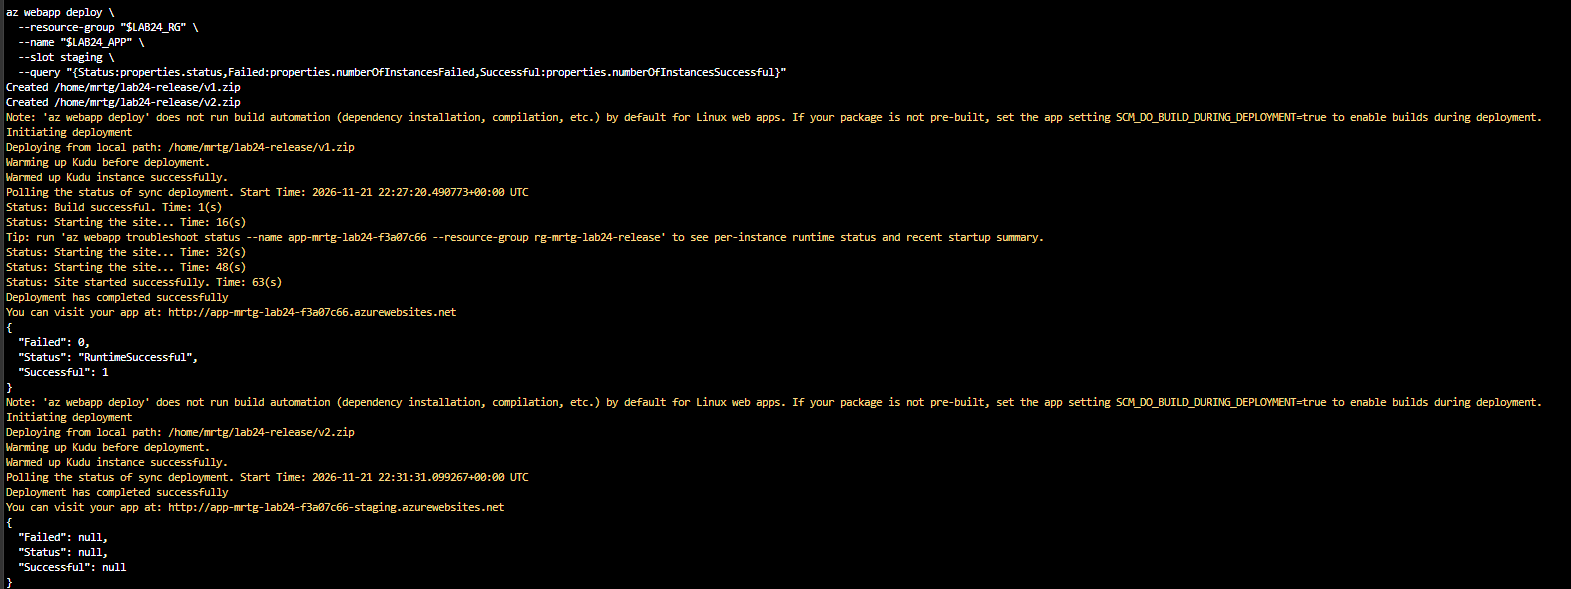 az webapp deploy \
  --resource-group "$LAB24_RG" \
  --name "$LAB24_APP" \
  --slot staging \
  --query "{Status:properties.status,Failed:properties.numberOfInstancesFailed,Successful:properties.numberOfInstancesSuccessful}"
Created /home/mrtg/lab24-release/v1.zip
Created /home/mrtg/lab24-release/v2.zip
Note: 'az webapp deploy' does not run build automation (dependency installation, compilation, etc.) by default for Linux web apps. If your package is not pre-built, set the app setting SCM_DO_BUILD_DURING_DEPLOYMENT=true to enable builds during deployment.
Initiating deployment
Deploying from local path: /home/mrtg/lab24-release/v1.zip
Warming up Kudu before deployment.
Warmed up Kudu instance successfully.
Polling the status of sync deployment. Start Time: 2026-11-21 22:27:20.490773+00:00 UTC
Status: Build successful. Time: 1(s)
Status: Starting the site... Time: 16(s)
Tip: run 'az webapp troubleshoot status --name app-mrtg-lab24-f3a07c66 --resource-group rg-mrtg-lab24-release' to see per-instance runtime status and recent startup summary.
Status: Starting the site... Time: 32(s)
Status: Starting the site... Time: 48(s)
Status: Site started successfully. Time: 63(s)
Deployment has completed successfully
You can visit your app at: http://app-mrtg-lab24-f3a07c66.azurewebsites.net
{
  "Failed": 0,
  "Status": "RuntimeSuccessful",
  "Successful": 1
}
Note: 'az webapp deploy' does not run build automation (dependency installation, compilation, etc.) by default for Linux web apps. If your package is not pre-built, set the app setting SCM_DO_BUILD_DURING_DEPLOYMENT=true to enable builds during deployment.
Initiating deployment
Deploying from local path: /home/mrtg/lab24-release/v2.zip
Warming up Kudu before deployment.
Warmed up Kudu instance successfully.
Polling the status of sync deployment. Start Time: 2026-11-21 22:31:31.099267+00:00 UTC
Deployment has completed successfully
You can visit your app at: http://app-mrtg-lab24-f3a07c66-staging.azurewebsites.net
{
  "Failed": null,
  "Status": null,
  "Successful": null
}